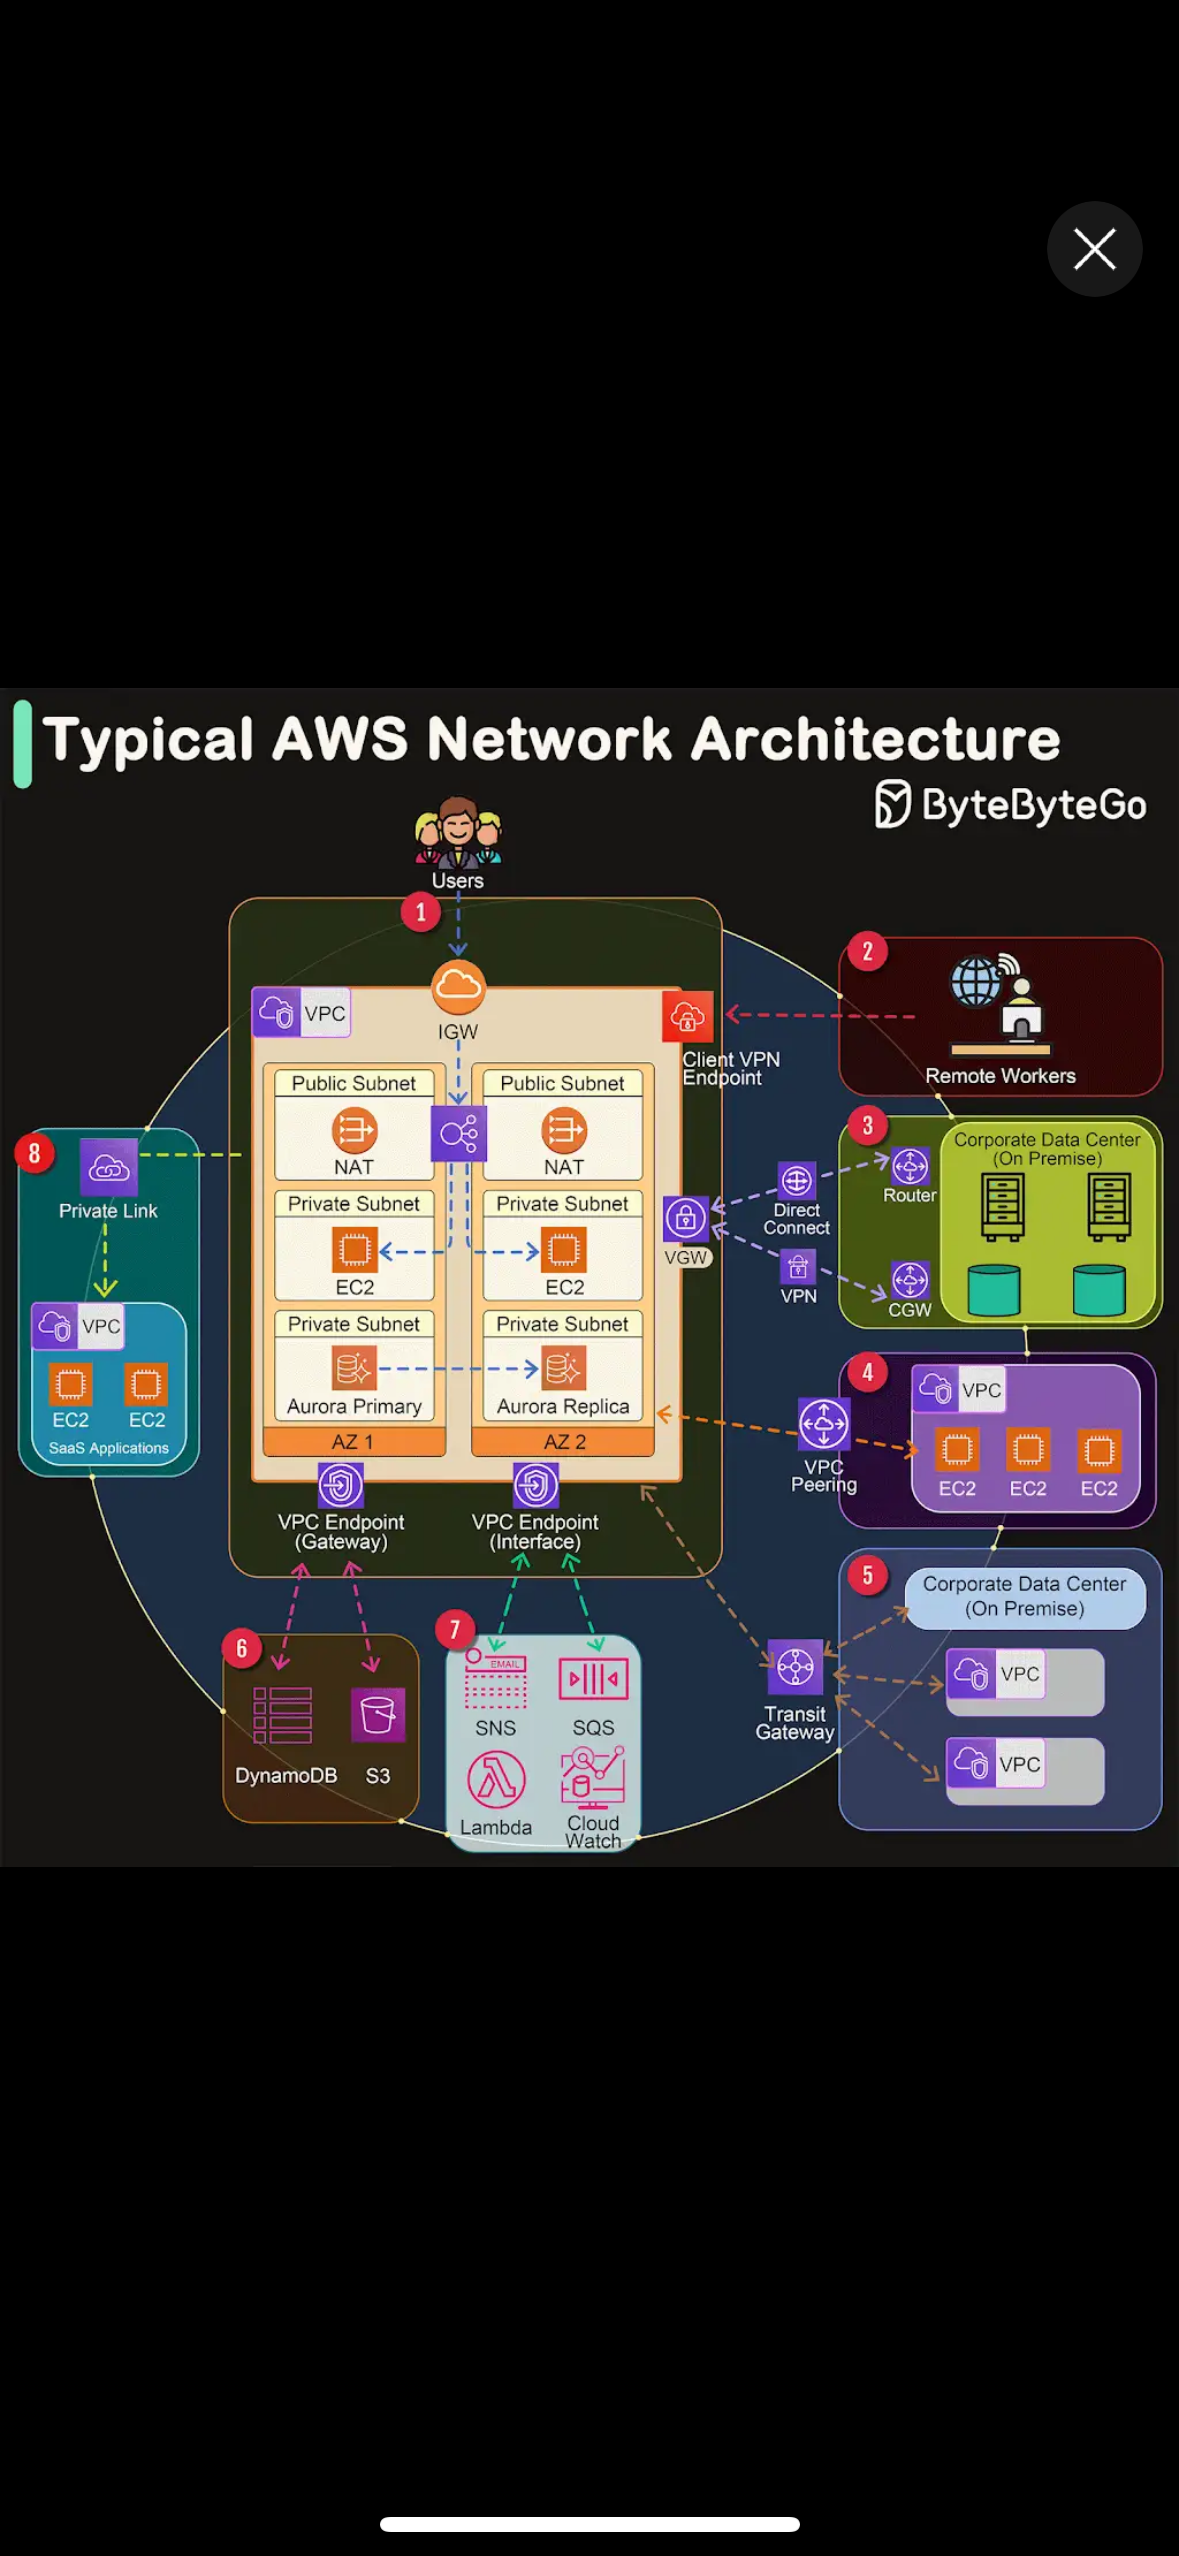 Typical AWS Network Architecture
ByteByteGo
Users
1
VPC
IGW
Client VPN
Endpoint
Public Subnet
NAT
Private Subnet
EC2
Private Subnet
Aurora Primary
AZ 1
Public Subnet
NAT
Private Subnet
EC2
Private Subnet
Aurora Replica
AZ 2
VGW
VPC Endpoint
(Gateway)
VPC Endpoint
(Interface)
2
Remote Workers
3
Corporate Data Center
(On Premise)
Router
Direct
Connect
VPN
CGW
4
VPC
EC2
EC2
EC2
VPC
Peering
5
Corporate Data Center
(On Premise)
VPC
VPC
Transit
Gateway
6
DynamoDB
S3
7
EMAIL
SNS
SQS
Lambda
Cloud
Watch
8
Private Link
VPC
EC2
EC2
SaaS Applications